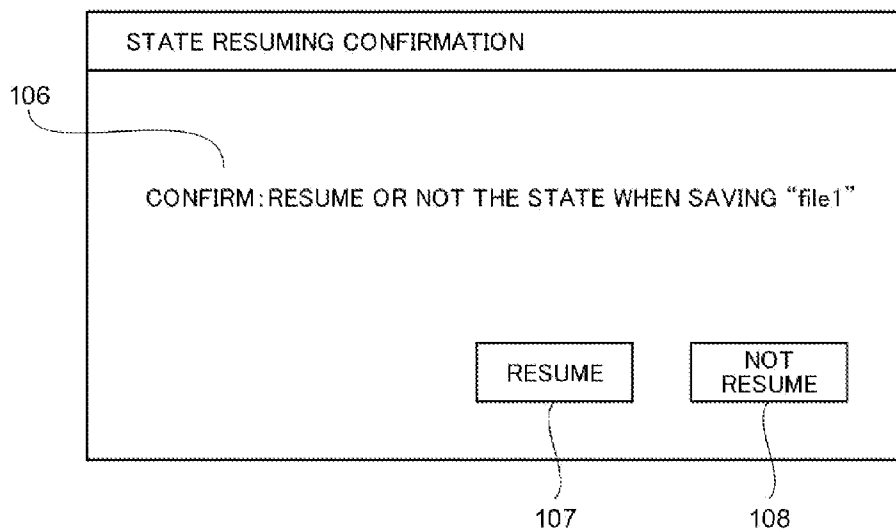 STATE RESUMING CONFIRMATION
106
CONFIRM:RESUME OR NOT THE STATE WHEN SAVING “file1”
RESUME
NOT
RESUME
107
108